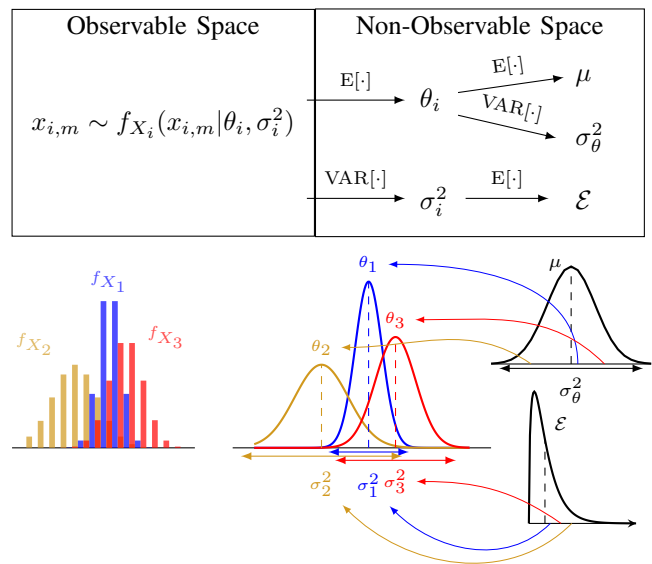 Observable Space
Non-Observable Space
x_{i,m} ∼ f_{X_i}(x_{i,m}|θ_i, σ_i^2)
E[·]
θ_i
E[·]
μ
VAR[·]
σ_θ^2
VAR[·]
σ_i^2
E[·]
ℰ
f_{X_1}
f_{X_2}
f_{X_3}
θ_1
θ_2
θ_3
σ_2^2
σ_1^2
σ_3^2
μ
σ_θ^2
ℰ